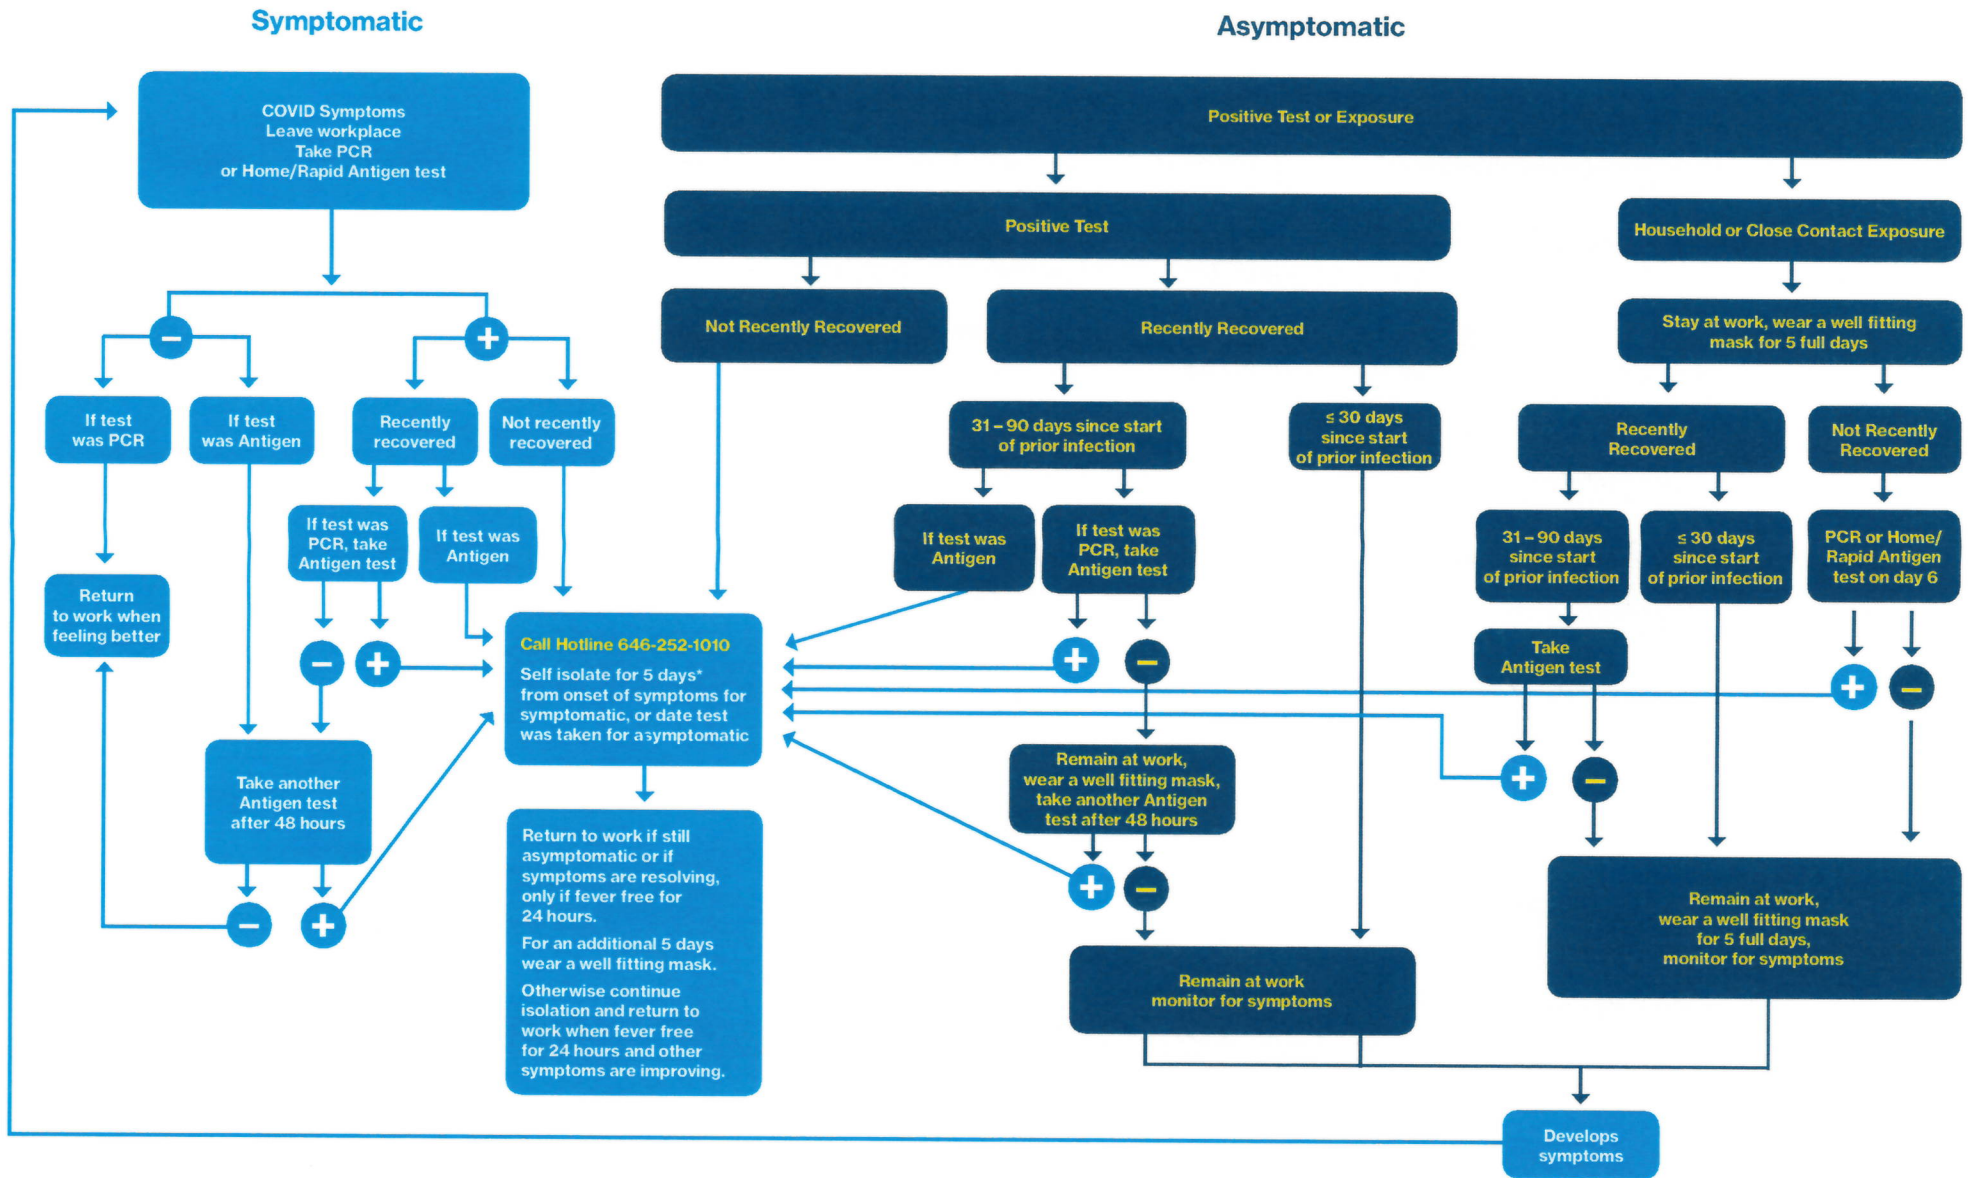 Symptomatic
COVID Symptoms
Leave workplace
Take PCR
or Home/Rapid Antigen test
−
+
If test
was PCR
If test
was Antigen
Recently
recovered
Not recently
recovered
If test was
PCR, take
Antigen test
If test was
Antigen
Return
to work when
feeling better
−
+
Take another
Antigen test
after 48 hours
−
+
Call Hotline 646-252-1010
Self isolate for 5 days*
from onset of symptoms for
symptomatic, or date test
was taken for asymptomatic
Return to work if still
asymptomatic or if
symptoms are resolving,
only if fever free for
24 hours.
For an additional 5 days
wear a well fitting mask.
Otherwise continue
isolation and return to
work when fever free
for 24 hours and other
symptoms are improving.
Asymptomatic
Positive Test or Exposure
Positive Test
Not Recently Recovered
Recently Recovered
31 – 90 days since start
of prior infection
≤ 30 days
since start
of prior infection
If test was
Antigen
If test was
PCR, take
Antigen test
+
−
Remain at work,
wear a well fitting mask,
take another Antigen
test after 48 hours
+
−
Remain at work
monitor for symptoms
Household or Close Contact Exposure
Stay at work, wear a well fitting
mask for 5 full days
Recently
Recovered
Not Recently
Recovered
31 – 90 days
since start
of prior infection
≤ 30 days
since start
of prior infection
PCR or Home/
Rapid Antigen
test on day 6
Take
Antigen test
+
−
+
−
Remain at work,
wear a well fitting mask
for 5 full days,
monitor for symptoms
Develops
symptoms